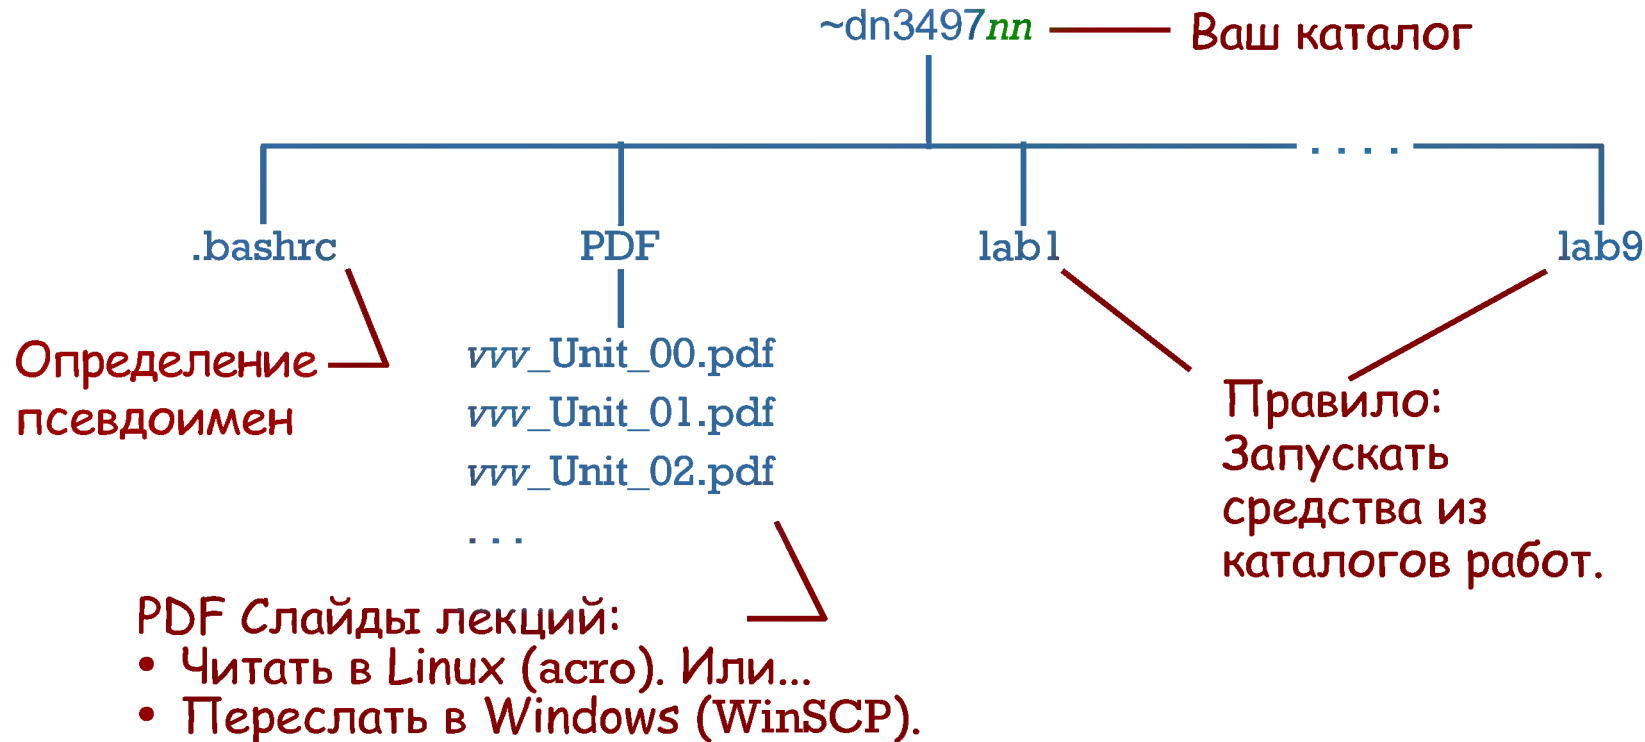 ~dn3497nn
Ваш каталог
. . . .
.bashrc
PDF
lab1
lab9
Определение
псевдоимен
vvv_Unit_00.pdf
vvv_Unit_01.pdf
vvv_Unit_02.pdf
. . .
Правило:
Запускать
средства из
каталогов работ.
PDF Слайды лекций:
• Читать в Linux (acro). Или...
• Переслать в Windows (WinSCP).